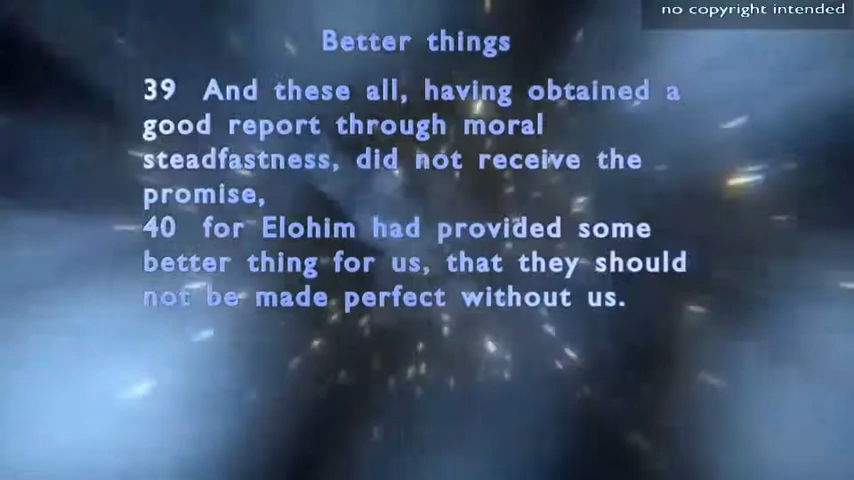 no copyright intended
Better things
39 And these all, having obtained a
good report through moral
steadfastness, did not receive the
promise,
40 for Elohim had provided some
better thing for us, that they should
not be made perfect without us.